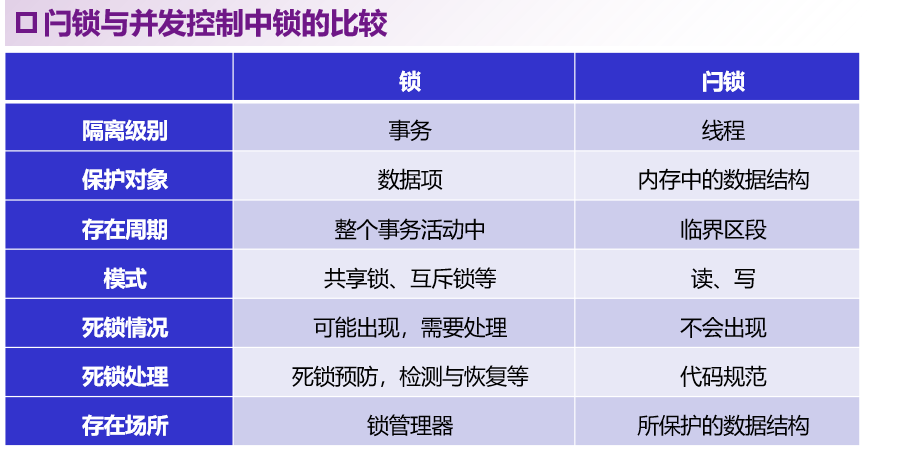 闩锁与并发控制中锁的比较
锁 闩锁
隔离级别 事务 线程
保护对象 数据项 内存中的数据结构
存在周期 整个事务活动中 临界区段
模式 共享锁、互斥锁等 读、写
死锁情况 可能出现，需要处理 不会出现
死锁处理 死锁预防，检测与恢复等 代码规范
存在场所 锁管理器 所保护的数据结构